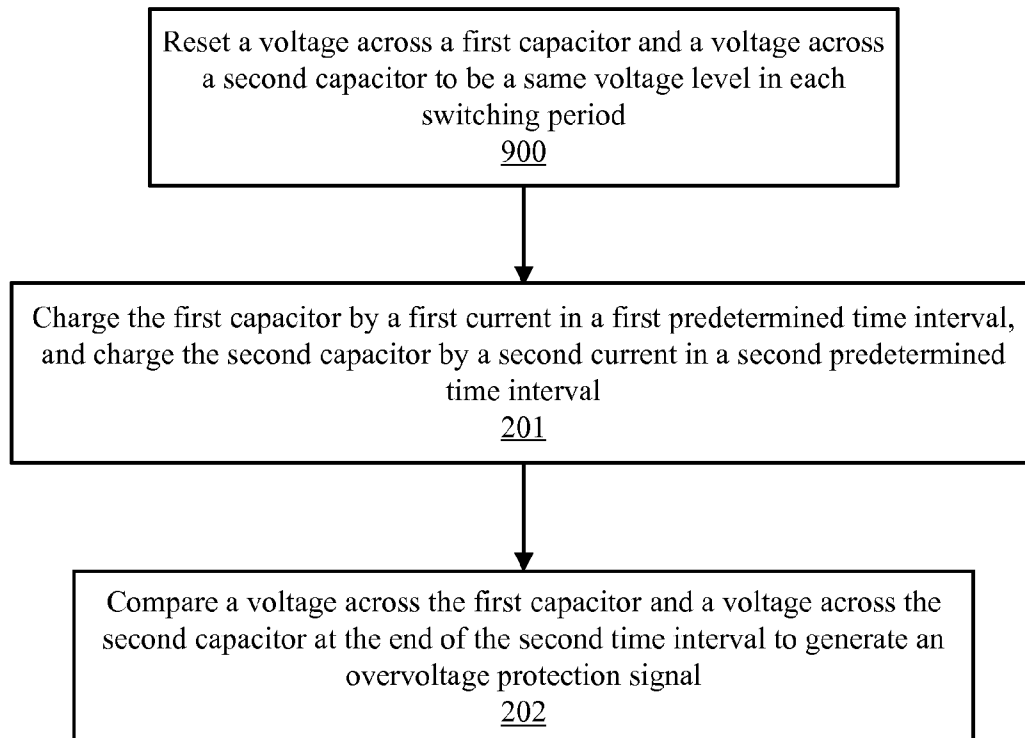 Reset a voltage across a first capacitor and a voltage across
a second capacitor to be a same voltage level in each
switching period
900
Charge the first capacitor by a first current in a first predetermined time interval,
and charge the second capacitor by a second current in a second predetermined
time interval
201
Compare a voltage across the first capacitor and a voltage across the
second capacitor at the end of the second time interval to generate an
overvoltage protection signal
202